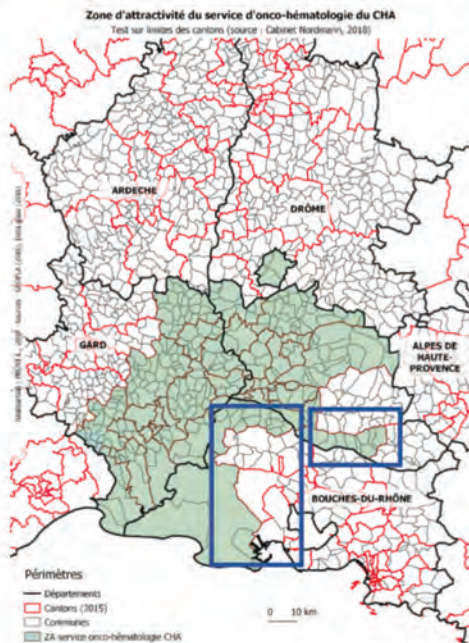 Zone d'attractivité du service d'onco-hématologie du CHA
Test sur limites des cantons (source : Cabinet Nordmann, 2018)
ARDECHE
DRÔME
GARD
ALPES DE
HAUTE-
PROVENCE
BOUCHES-DU-RHÔNE
Périmètres
Départements
Cantons (2015)
Communes
ZA service onco-hématologie CHA
0 10 km